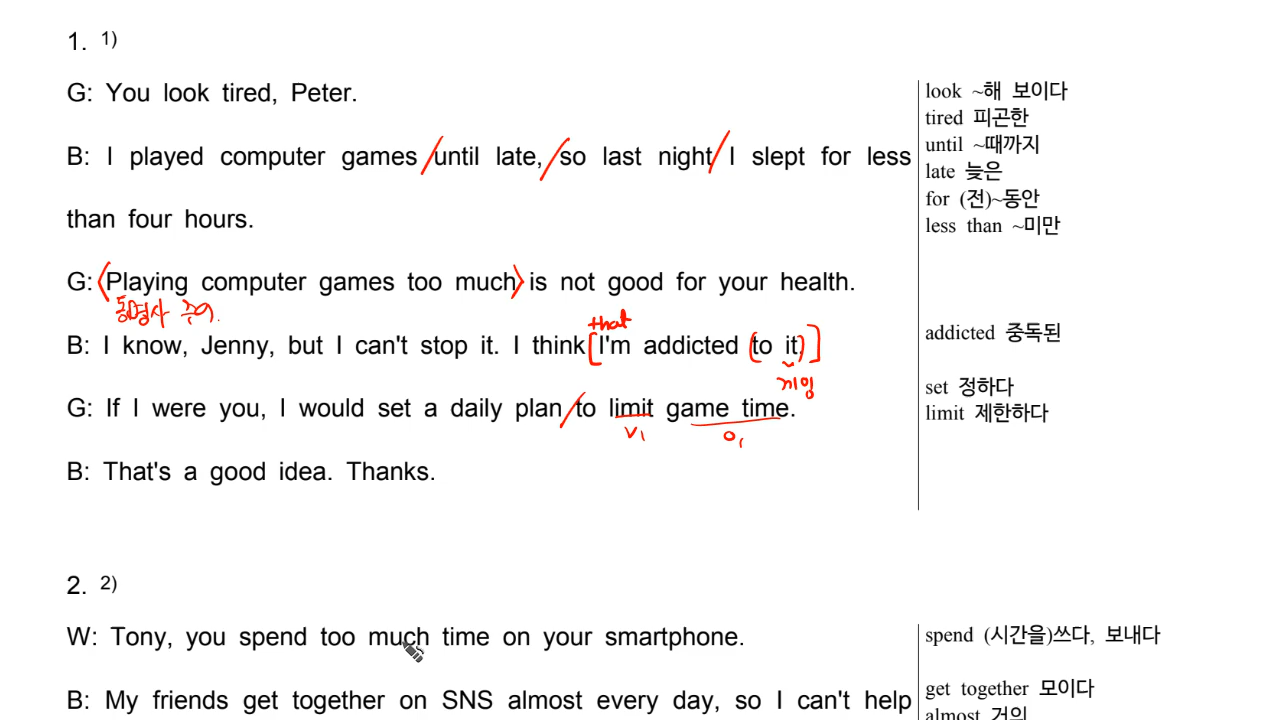 1. 1)
G: You look tired, Peter.
B: I played computer games until late, so last night I slept for less
than four hours.
G: Playing computer games too much is not good for your health.
동명사 주어.
that
B: I know, Jenny, but I can't stop it. I think I'm addicted to it.
게임
G: If I were you, I would set a daily plan to limit game time.
V1 O1
B: That's a good idea. Thanks.
look ~해 보이다
tired 피곤한
until ~때까지
late 늦은
for (전)~동안
less than ~미만
addicted 중독된
set 정하다
limit 제한하다
2. 2)
W: Tony, you spend too much time on your smartphone.
B: My friends get together on SNS almost every day, so I can't help
spend (시간을)쓰다, 보내다
get together 모이다
almost 거의